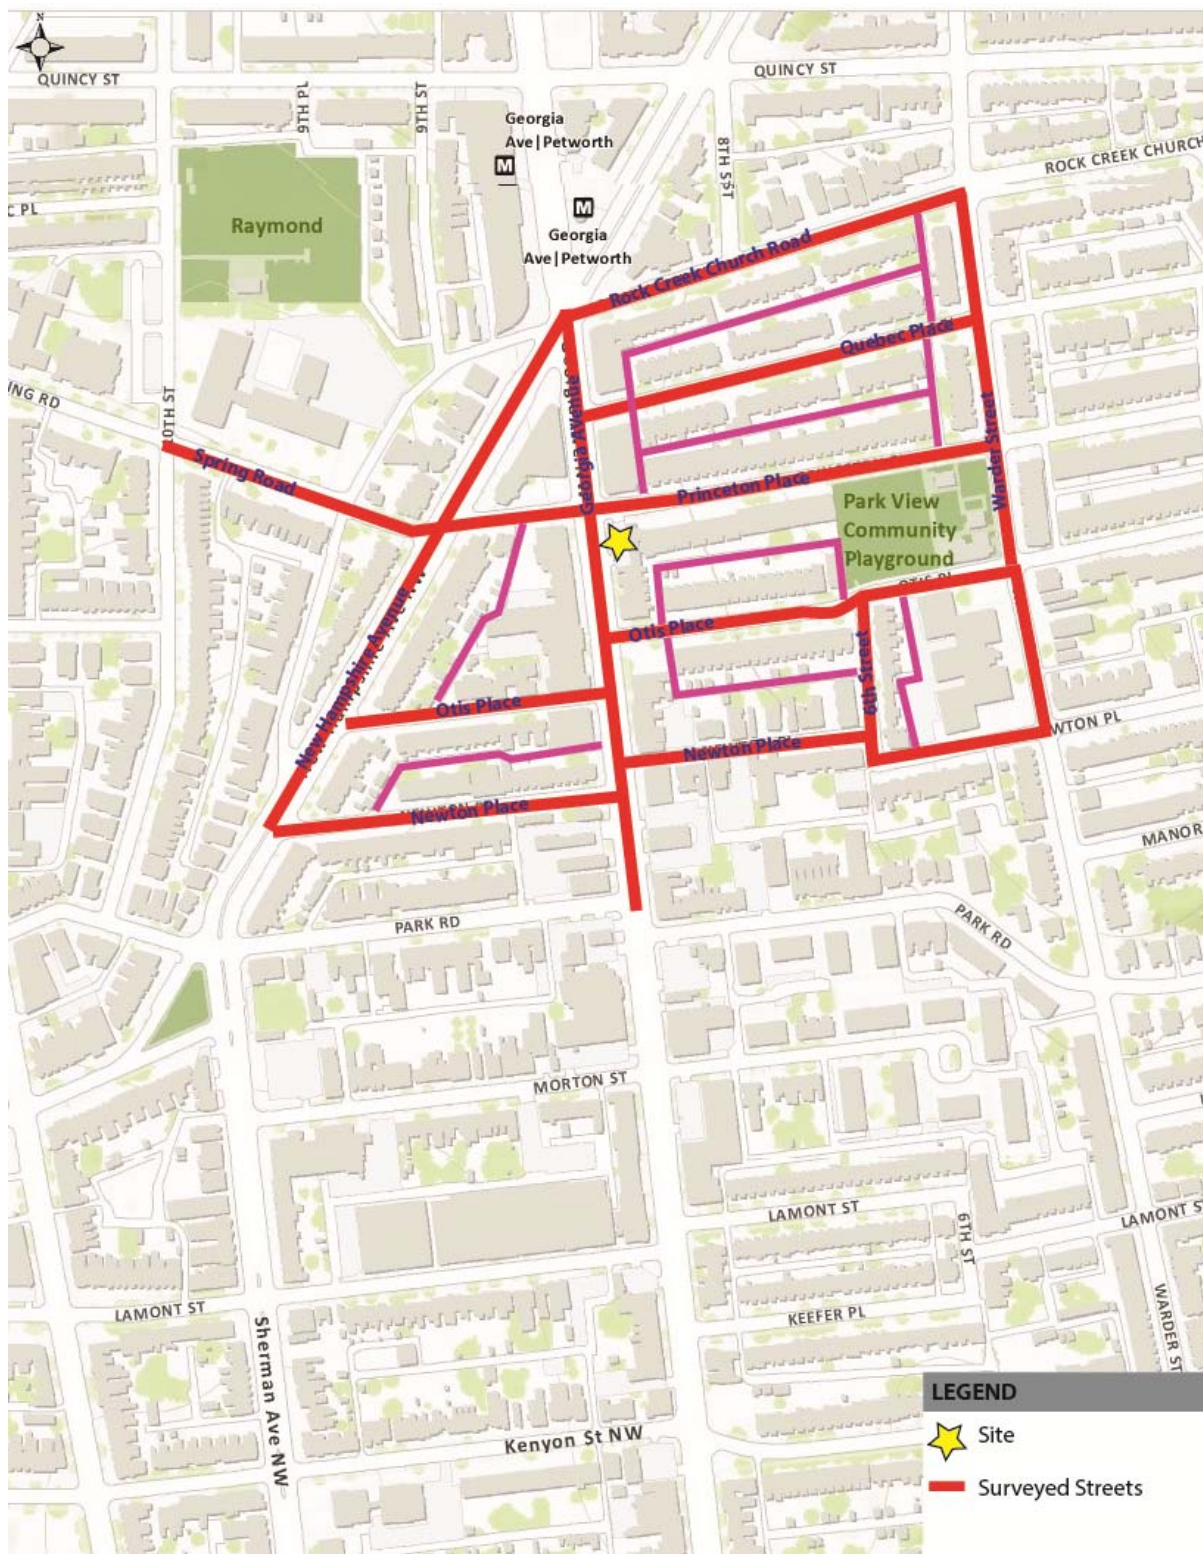 N
QUINCY ST
QUINCY ST
9TH PL
9TH ST
Georgia
Ave|Petworth
M
8TH ST
ROCK CREEK CHURCH
C PL
Raymond
M
Georgia
Ave|Petworth
Rock Creek Church Road
Quebec Place
ING RD
10TH ST
Georgia Avenue
Warder Street
Spring Road
Princeton Place
Park View
Community
Playground
OTIS PL
New Hampshire Avenue
Otis Place
6th Street
Otis Place
WTON PL
Newton Place
Newton Place
MANOR
PARK RD
PARK RD
MORTON ST
LAMONT ST
6TH ST
LAMONT S
LAMONT ST
KEEFER PL
WARDER ST
Sherman Ave NW
Kenyon St NW
LEGEND
Site
Surveyed Streets